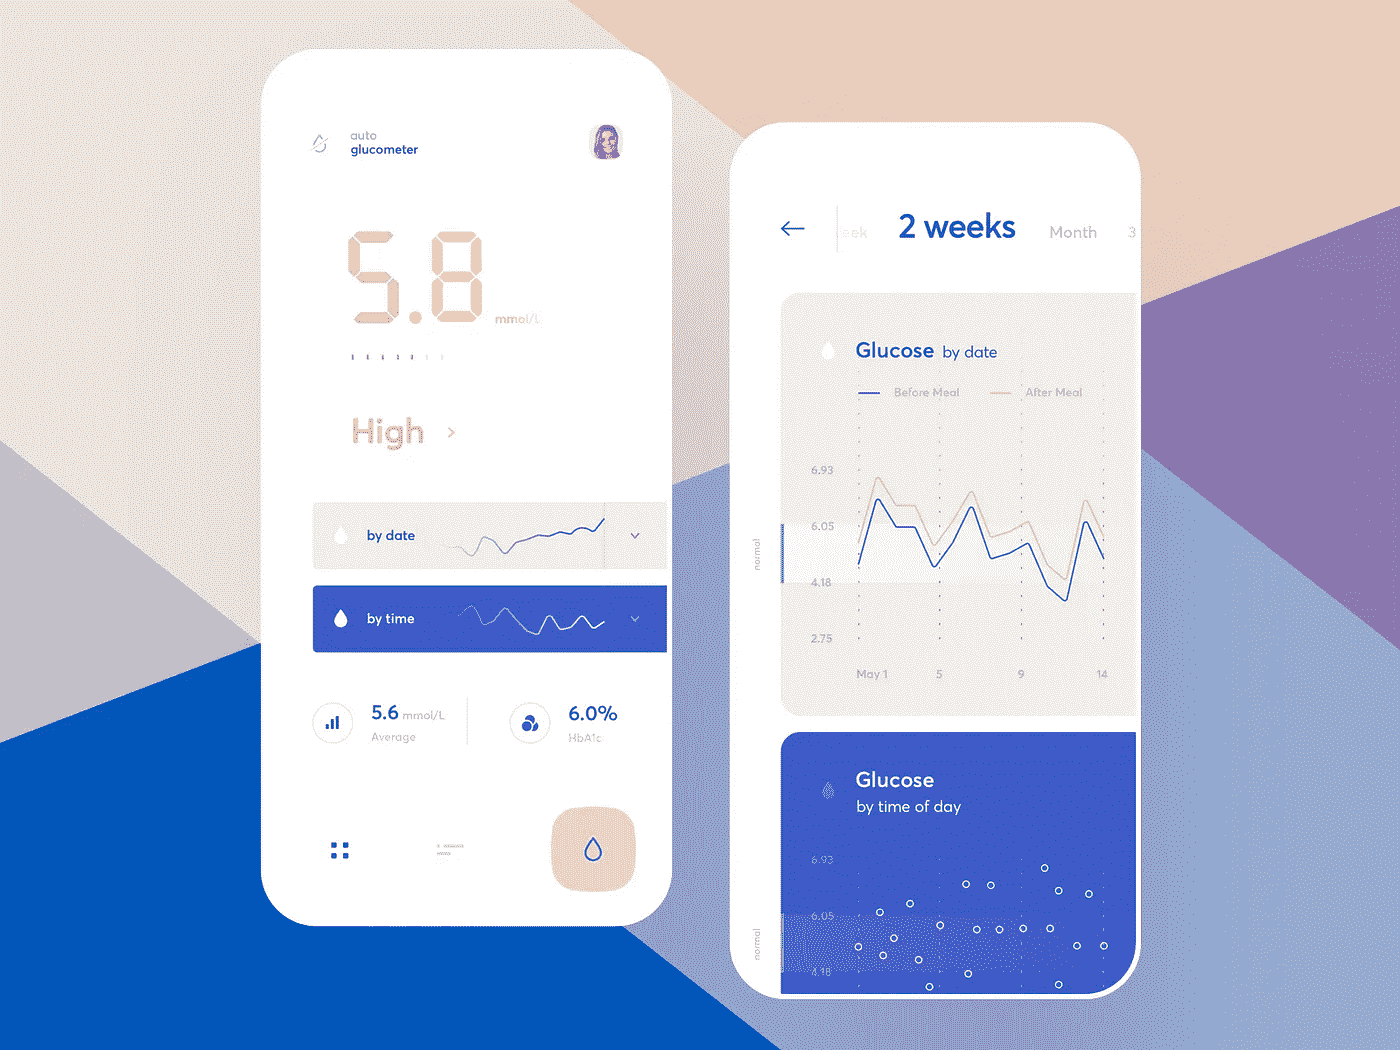 auto
glucometer
5.8 mmol/L
High
by date
by time
5.6 mmol/L
Average
6.0%
HbA1c
eek 2 weeks Month 3
Glucose by date
Before Meal After Meal
6.93
6.05
normal
4.18
2.75
May 1 5 9 14
Glucose
by time of day
6.93
6.05
normal
4.18